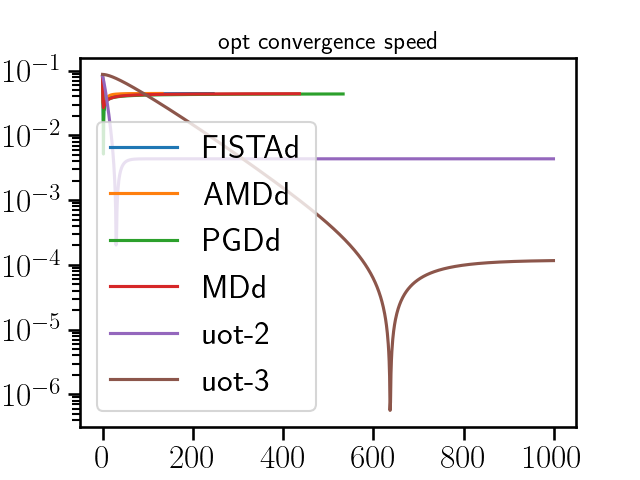 opt convergence speed
10⁻¹
10⁻²
10⁻³
10⁻⁴
10⁻⁵
10⁻⁶
FISTAd
AMDd
PGDd
MDd
uot-2
uot-3
0 200 400 600 800 1000